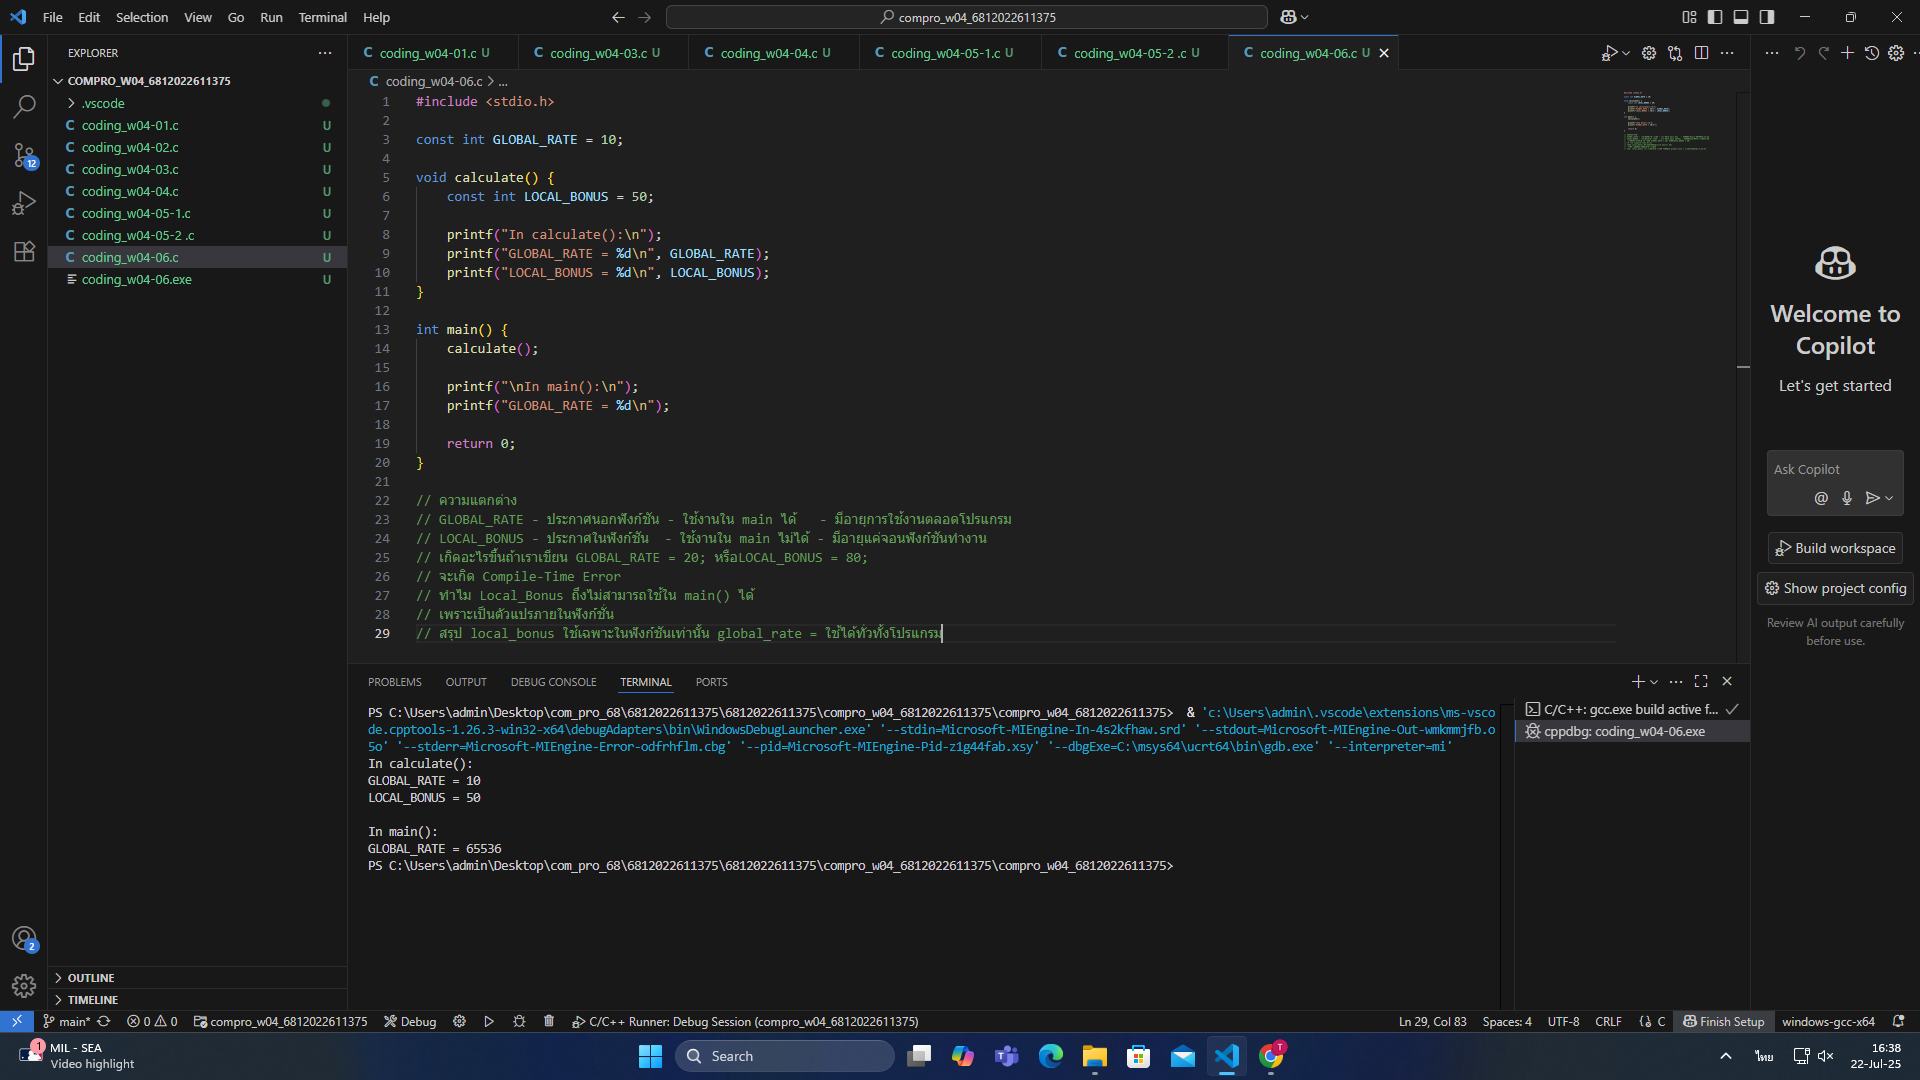 File Edit Selection View Go Run Terminal Help
compro_w04_6812022611375
EXPLORER
COMPRO_W04_6812022611375
.vscode
C coding_w04-01.c U
C coding_w04-02.c U
C coding_w04-03.c U
C coding_w04-04.c U
C coding_w04-05-1.c U
C coding_w04-05-2 .c U
C coding_w04-06.c U
coding_w04-06.exe U
12
2
OUTLINE
TIMELINE
C coding_w04-01.c U C coding_w04-03.c U C coding_w04-04.c U C coding_w04-05-1.c U C coding_w04-05-2 .c U C coding_w04-06.c U
C coding_w04-06.c > ...
1 #include <stdio.h>
2
3 const int GLOBAL_RATE = 10;
4
5 void calculate() {
6 const int LOCAL_BONUS = 50;
7
8 printf("In calculate():\n");
9 printf("GLOBAL_RATE = %d\n", GLOBAL_RATE);
10 printf("LOCAL_BONUS = %d\n", LOCAL_BONUS);
11 }
12
13 int main() {
14 calculate();
15
16 printf("\nIn main():\n");
17 printf("GLOBAL_RATE = %d\n");
18
19 return 0;
20 }
21
22 // ความแตกต่าง
23 // GLOBAL_RATE - ประกาศนอกฟังก์ชัน - ใช้งานใน main ได้ - มีอายุการใช้งานตลอดโปรแกรม
24 // LOCAL_BONUS - ประกาศในฟังก์ชัน - ใช้งานใน main ไม่ได้ - มีอายุแค่จอนฟังก์ชันทำงาน
25 // เกิดอะไรขึ้นถ้าเราเขียน GLOBAL_RATE = 20; หรือLOCAL_BONUS = 80;
26 // จะเกิด Compile-Time Error
27 // ทำไม Local_Bonus ถึงไม่สามารถใช้ใน main() ได้
28 // เพราะเป็นตัวแปรภายในฟังก์ชั่น
29 // สรุป local_bonus ใช้เฉพาะในฟังก์ชันเท่านั้น global_rate = ใช้ได้ทั่วทั้งโปรแกรม
PROBLEMS OUTPUT DEBUG CONSOLE TERMINAL PORTS
PS C:\Users\admin\Desktop\com_pro_68\6812022611375\6812022611375\compro_w04_6812022611375\compro_w04_6812022611375> & 'c:\Users\admin\.vscode\extensions\ms-vsco
de.cpptools-1.26.3-win32-x64\debugAdapters\bin\WindowsDebugLauncher.exe' '--stdin=Microsoft-MIEngine-In-4s2kfhaw.srd' '--stdout=Microsoft-MIEngine-Out-wmkmmjfb.o
5o' '--stderr=Microsoft-MIEngine-Error-odfrhflm.cbg' '--pid=Microsoft-MIEngine-Pid-z1g44fab.xsy' '--dbgExe=C:\msys64\ucrt64\bin\gdb.exe' '--interpreter=mi'
In calculate():
GLOBAL_RATE = 10
LOCAL_BONUS = 50

In main():
GLOBAL_RATE = 65536
PS C:\Users\admin\Desktop\com_pro_68\6812022611375\6812022611375\compro_w04_6812022611375\compro_w04_6812022611375>
C/C++: gcc.exe build active f...
cppdbg: coding_w04-06.exe
Welcome to
Copilot
Let's get started
Ask Copilot
@
Build workspace
Show project config
Review AI output carefully
before use.
main* 0 0 compro_w04_6812022611375 Debug C/C++ Runner: Debug Session (compro_w04_6812022611375) Ln 29, Col 83 Spaces: 4 UTF-8 CRLF {} C Finish Setup windows-gcc-x64
1 MIL - SEA
Video highlight
Search
T
ไทย
16:38
22-Jul-25